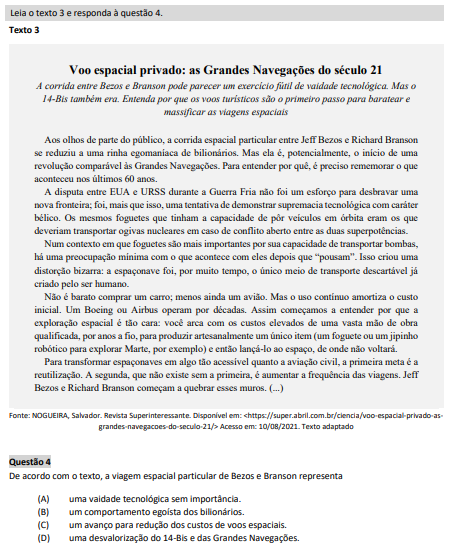 Leia o texto 3 e responda à questão 4.
Texto 3
Voo espacial privado: as Grandes Navegações do século 21
A corrida entre Bezos e Branson pode parecer um exercício fútil de vaidade tecnológica. Mas o
14-Bis também era. Entenda por que os voos turísticos são o primeiro passo para baratear e
massificar as viagens espaciais
Aos olhos de parte do público, a corrida espacial particular entre Jeff Bezos e Richard Branson
se reduziu a uma rinha egomaníaca de bilionários. Mas ela é, potencialmente, o início de uma
revolução comparável às Grandes Navegações. Para entender por quê, é preciso rememorar o que
aconteceu nos últimos 60 anos.
A disputa entre EUA e URSS durante a Guerra Fria não foi um esforço para desbravar uma
nova fronteira; foi, mais que isso, uma tentativa de demonstrar supremacia tecnológica com caráter
bélico. Os mesmos foguetes que tinham a capacidade de pôr veículos em órbita eram os que
deveriam transportar ogivas nucleares em caso de conflito aberto entre as duas superpotências.
Num contexto em que foguetes são mais importantes por sua capacidade de transportar bombas,
há uma preocupação mínima com o que acontece com eles depois que “pousam”. Isso criou uma
distorção bizarra: a espaçonave foi, por muito tempo, o único meio de transporte descartável já
criado pelo ser humano.
Não é barato comprar um carro; menos ainda um avião. Mas o uso contínuo amortiza o custo
inicial. Um Boeing ou Airbus operam por décadas. Assim começamos a entender por que a
exploração espacial é tão cara: você arca com os custos elevados de uma vasta mão de obra
qualificada, por anos a fio, para produzir artesanalmente um único item (um foguete ou um jipinho
robótico para explorar Marte, por exemplo) e então lançá-lo ao espaço, de onde não voltará.
Para transformar espaçonaves em algo tão acessível quanto a aviação civil, a primeira meta é a
reutilização. A segunda, que não existe sem a primeira, é aumentar a frequência das viagens. Jeff
Bezos e Richard Branson começam a quebrar esses muros. (...)
Fonte: NOGUEIRA, Salvador. Revista Superinteressante. Disponível em: <https://super.abril.com.br/ciencia/voo-espacial-privado-as-
grandes-navegacoes-do-seculo-21/> Acesso em: 10/08/2021. Texto adaptado
Questão 4
De acordo com o texto, a viagem espacial particular de Bezos e Branson representa
(A) uma vaidade tecnológica sem importância.
(B) um comportamento egoísta dos bilionários.
(C) um avanço para redução dos custos de voos espaciais.
(D) uma desvalorização do 14-Bis e das Grandes Navegações.